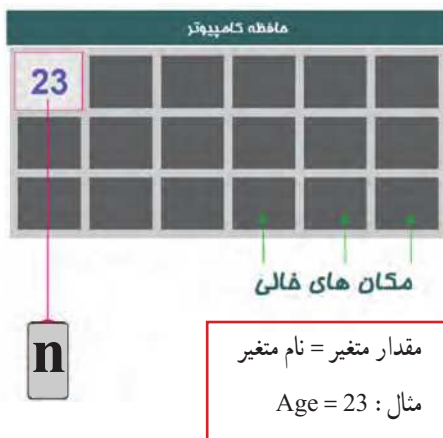 حافظه کامپیوتر
23
مکان های خالی
n
مقدار متغیر = نام متغیر
مثال : Age = 23